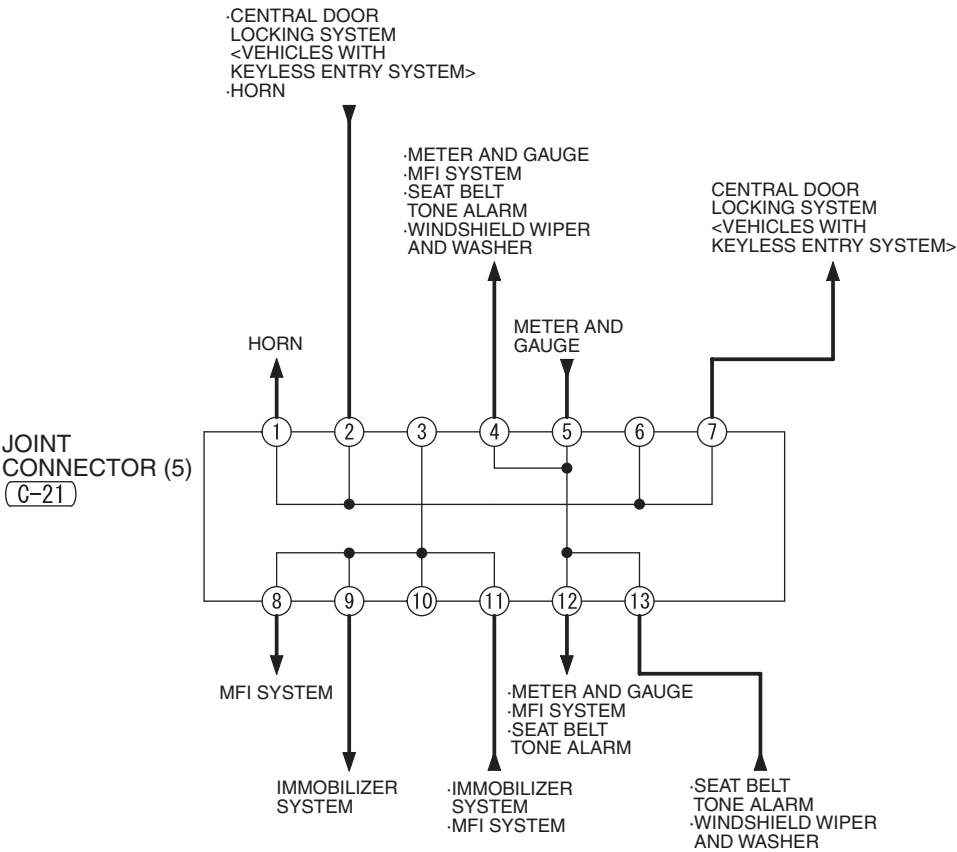 ·CENTRAL DOOR
LOCKING SYSTEM
<VEHICLES WITH
KEYLESS ENTRY SYSTEM>
·HORN
·METER AND GAUGE
·MFI SYSTEM
·SEAT BELT
TONE ALARM
·WINDSHIELD WIPER
AND WASHER
CENTRAL DOOR
LOCKING SYSTEM
<VEHICLES WITH
KEYLESS ENTRY SYSTEM>
HORN
METER AND
GAUGE
1 2 3 4 5 6 7
JOINT
CONNECTOR (5)
C-21
8 9 10 11 12 13
MFI SYSTEM
·METER AND GAUGE
·MFI SYSTEM
·SEAT BELT
TONE ALARM
IMMOBILIZER
SYSTEM
·IMMOBILIZER
SYSTEM
·MFI SYSTEM
·SEAT BELT
TONE ALARM
·WINDSHIELD WIPER
AND WASHER